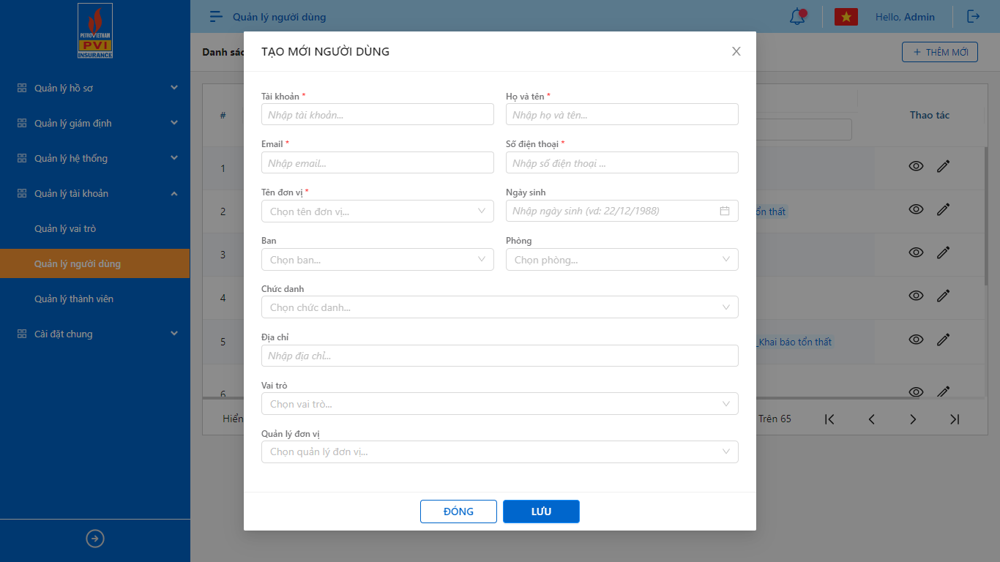 PETROVIETNAM
PVI
INSURANCE
Quản lý người dùng
Hello, Admin
Quản lý hồ sơ
Quản lý giám định
Quản lý hệ thống
Quản lý tài khoản
Quản lý vai trò
Quản lý người dùng
Quản lý thành viên
Cài đặt chung
Danh sác
+ THÊM MỚI
#
Thao tác
1
2
ổn thất
3
4
5
_Khai báo tổn thất
6
Hiển
Trên 65
TẠO MỚI NGƯỜI DÙNG
Tài khoản *
Họ và tên *
Nhập tài khoản...
Nhập họ và tên...
Email *
Số điện thoại *
Nhập email...
Nhập số điện thoại ...
Tên đơn vị *
Ngày sinh
Chọn tên đơn vị...
Nhập ngày sinh (vd: 22/12/1988)
Ban
Phòng
Chọn ban...
Chọn phòng...
Chức danh
Chọn chức danh...
Địa chỉ
Nhập địa chỉ...
Vai trò
Chọn vai trò...
Quản lý đơn vị
Chọn quản lý đơn vị...
ĐÓNG
LƯU